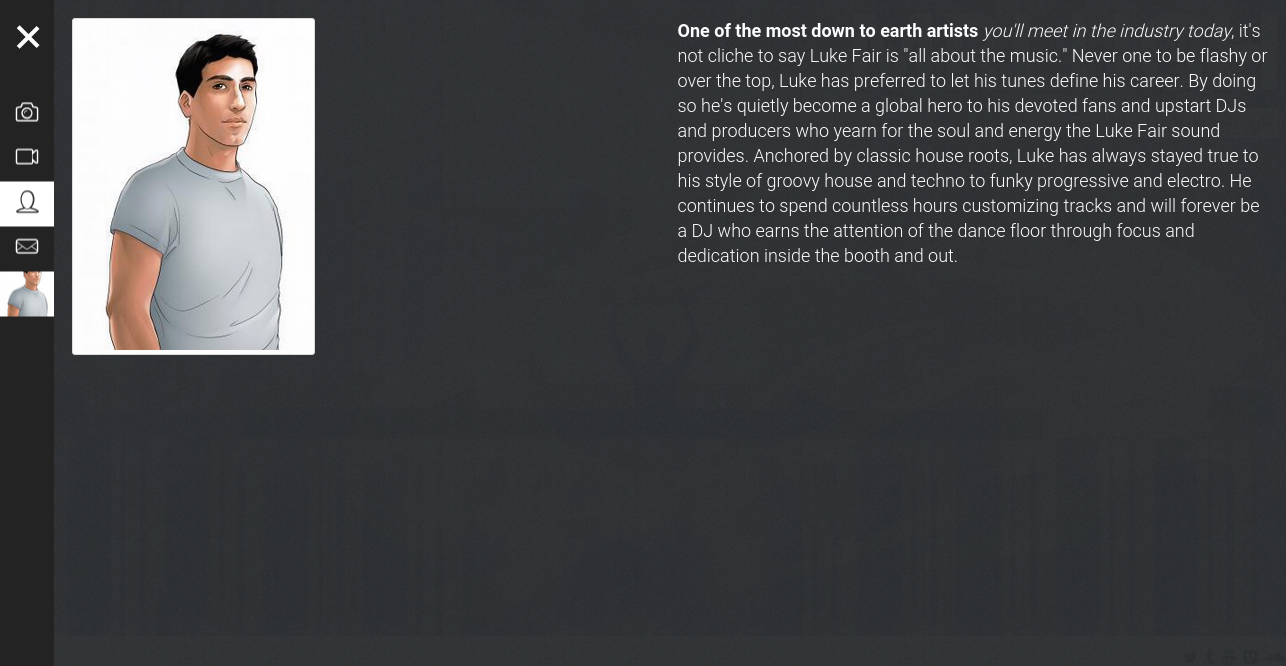 One of the most down to earth artists you'll meet in the industry today, it's
not cliche to say Luke Fair is "all about the music." Never one to be flashy or
over the top, Luke has preferred to let his tunes define his career. By doing
so he's quietly become a global hero to his devoted fans and upstart DJs
and producers who yearn for the soul and energy the Luke Fair sound
provides. Anchored by classic house roots, Luke has always stayed true to
his style of groovy house and techno to funky progressive and electro. He
continues to spend countless hours customizing tracks and will forever be
a DJ who earns the attention of the dance floor through focus and
dedication inside the booth and out.